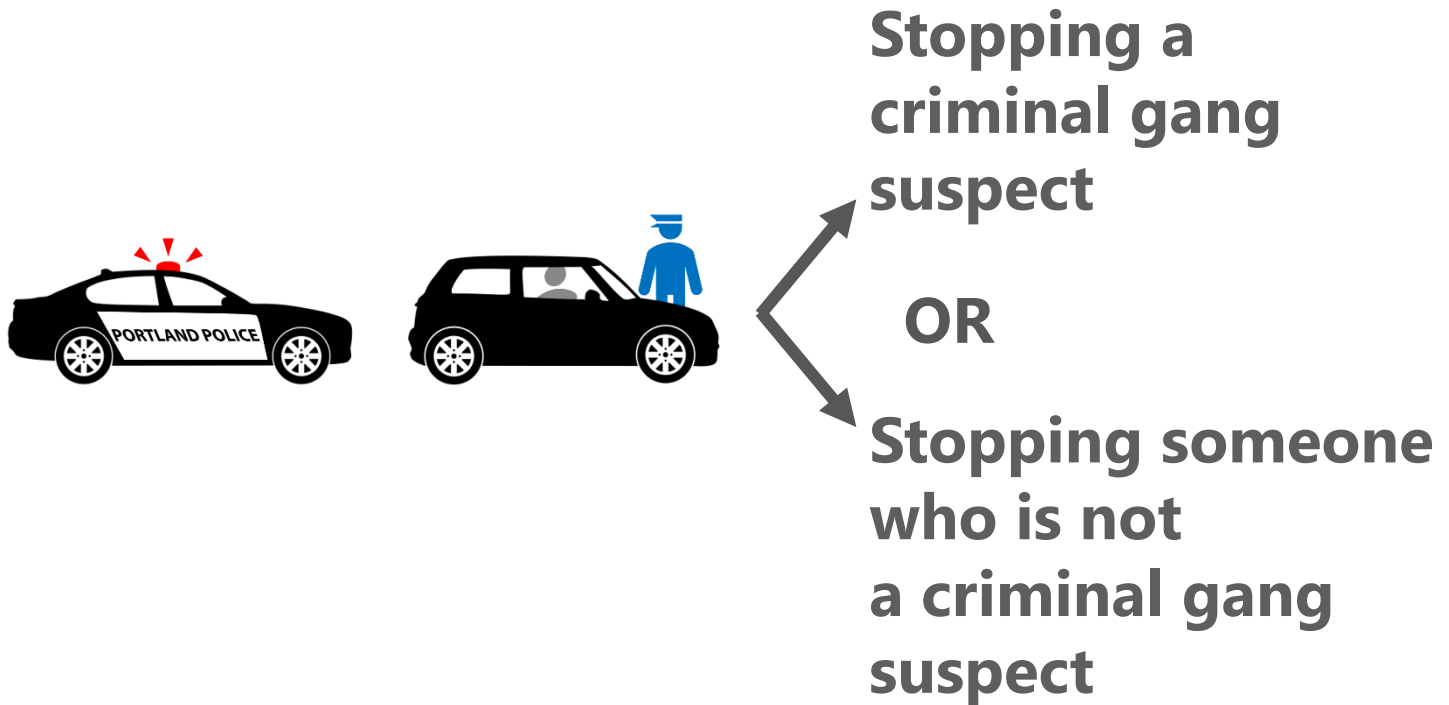 Stopping a
criminal gang
suspect
PORTLAND POLICE
OR
Stopping someone
who is not
a criminal gang
suspect